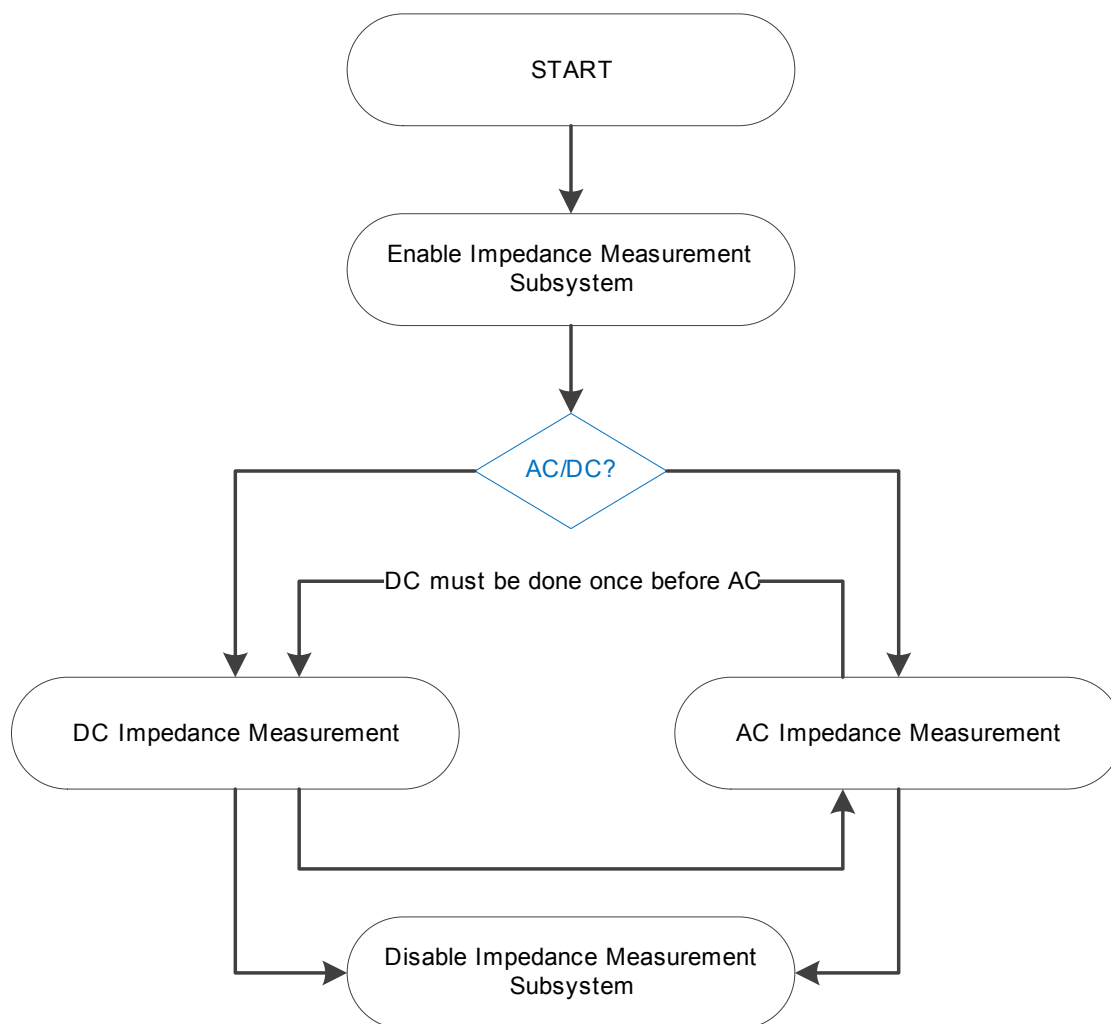 START
Enable Impedance Measurement
Subsystem
AC/DC?
DC must be done once before AC
DC Impedance Measurement
AC Impedance Measurement
Disable Impedance Measurement
Subsystem